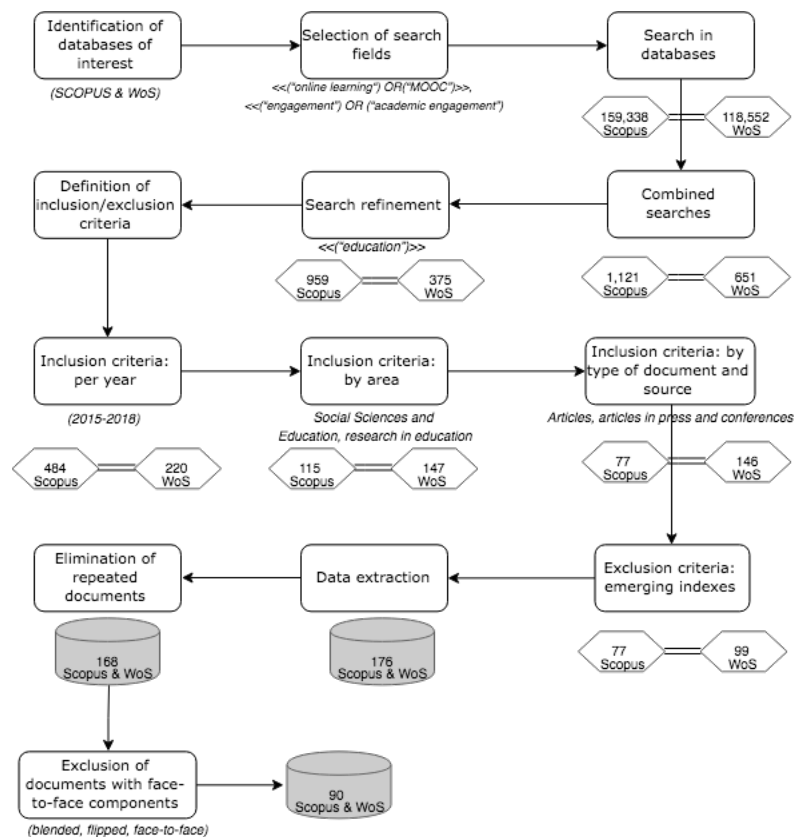 Identification of
databases of
interest
(SCOPUS & WoS)
Selection of search
fields
<<("online learning") OR("MOOC")>>,
<<("engagement") OR ("academic engagement")
Search in
databases
159,338
Scopus
118,552
WoS
Combined
searches
1,121
Scopus
651
WoS
Search refinement
<<("education")>>
959
Scopus
375
WoS
Definition of
inclusion/exclusion
criteria
Inclusion criteria:
per year
(2015-2018)
484
Scopus
220
WoS
Inclusion criteria:
by area
Social Sciences and
Education, research in education
115
Scopus
147
WoS
Inclusion criteria: by
type of document and
source
Articles, articles in press and conferences
77
Scopus
146
WoS
Exclusion criteria:
emerging indexes
77
Scopus
99
WoS
Data extraction
176
Scopus & WoS
Elimination of
repeated
documents
168
Scopus & WoS
Exclusion of
documents with face-
to-face components
(blended, flipped, face-to-face)
90
Scopus & WoS